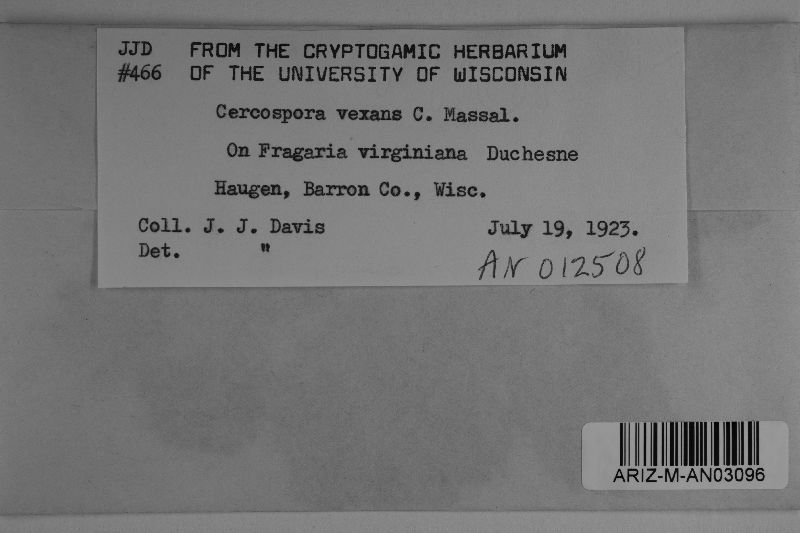 JJD FROM THE CRYPTOGAMIC HERBARIUM
#466 OF THE UNIVERSITY OF WISCONSIN
Cercospora vexans C. Massal.
On Fragaria virginiana Duchesne
Haugen, Barron Co., Wisc.
Coll. J. J. Davis July 19, 1923.
Det. "
AN 012508
ARIZ-M-AN03096